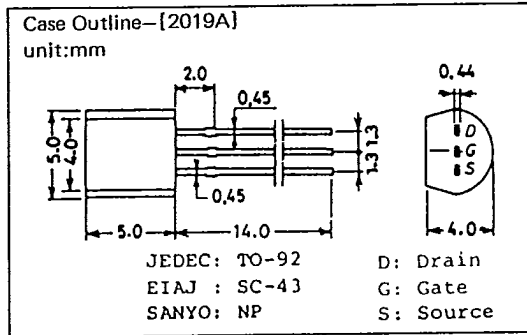 Case Outline—[2019A]
unit:mm
2.0
0.44
0,45
5.0
4.0
1.3
1.3
D
G
S
0,45
5.0
14.0
4.0
JEDEC: TO-92
D: Drain
EIAJ : SC-43
G: Gate
SANYO: NP
S: Source